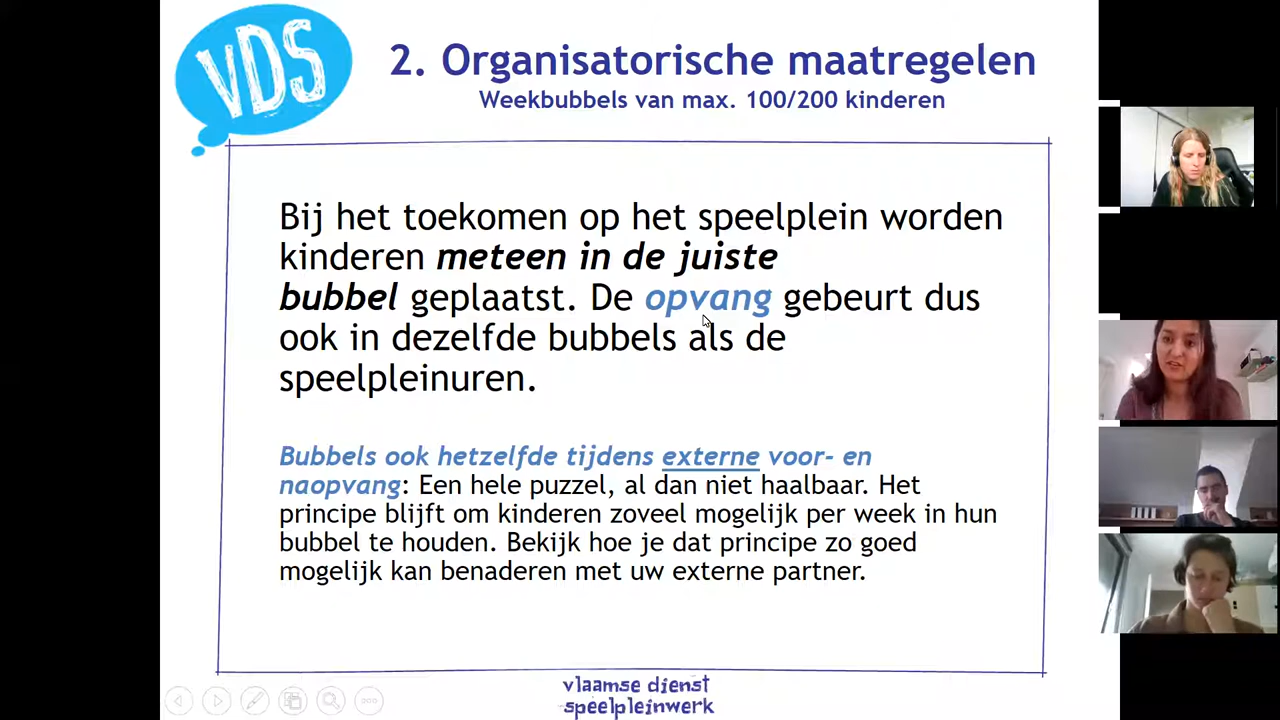 VDS
2. Organisatorische maatregelen
Weekbubbels van max. 100/200 kinderen
Bij het toekomen op het speelplein worden
kinderen meteen in de juiste
bubbel geplaatst. De opvang gebeurt dus
ook in dezelfde bubbels als de
speelpleinuren.
Bubbels ook hetzelfde tijdens externe voor- en
naopvang: Een hele puzzel, al dan niet haalbaar. Het
principe blijft om kinderen zoveel mogelijk per week in hun
bubbel te houden. Bekijk hoe je dat principe zo goed
mogelijk kan benaderen met uw externe partner.
vlaamse dienst
speelpleinwerk